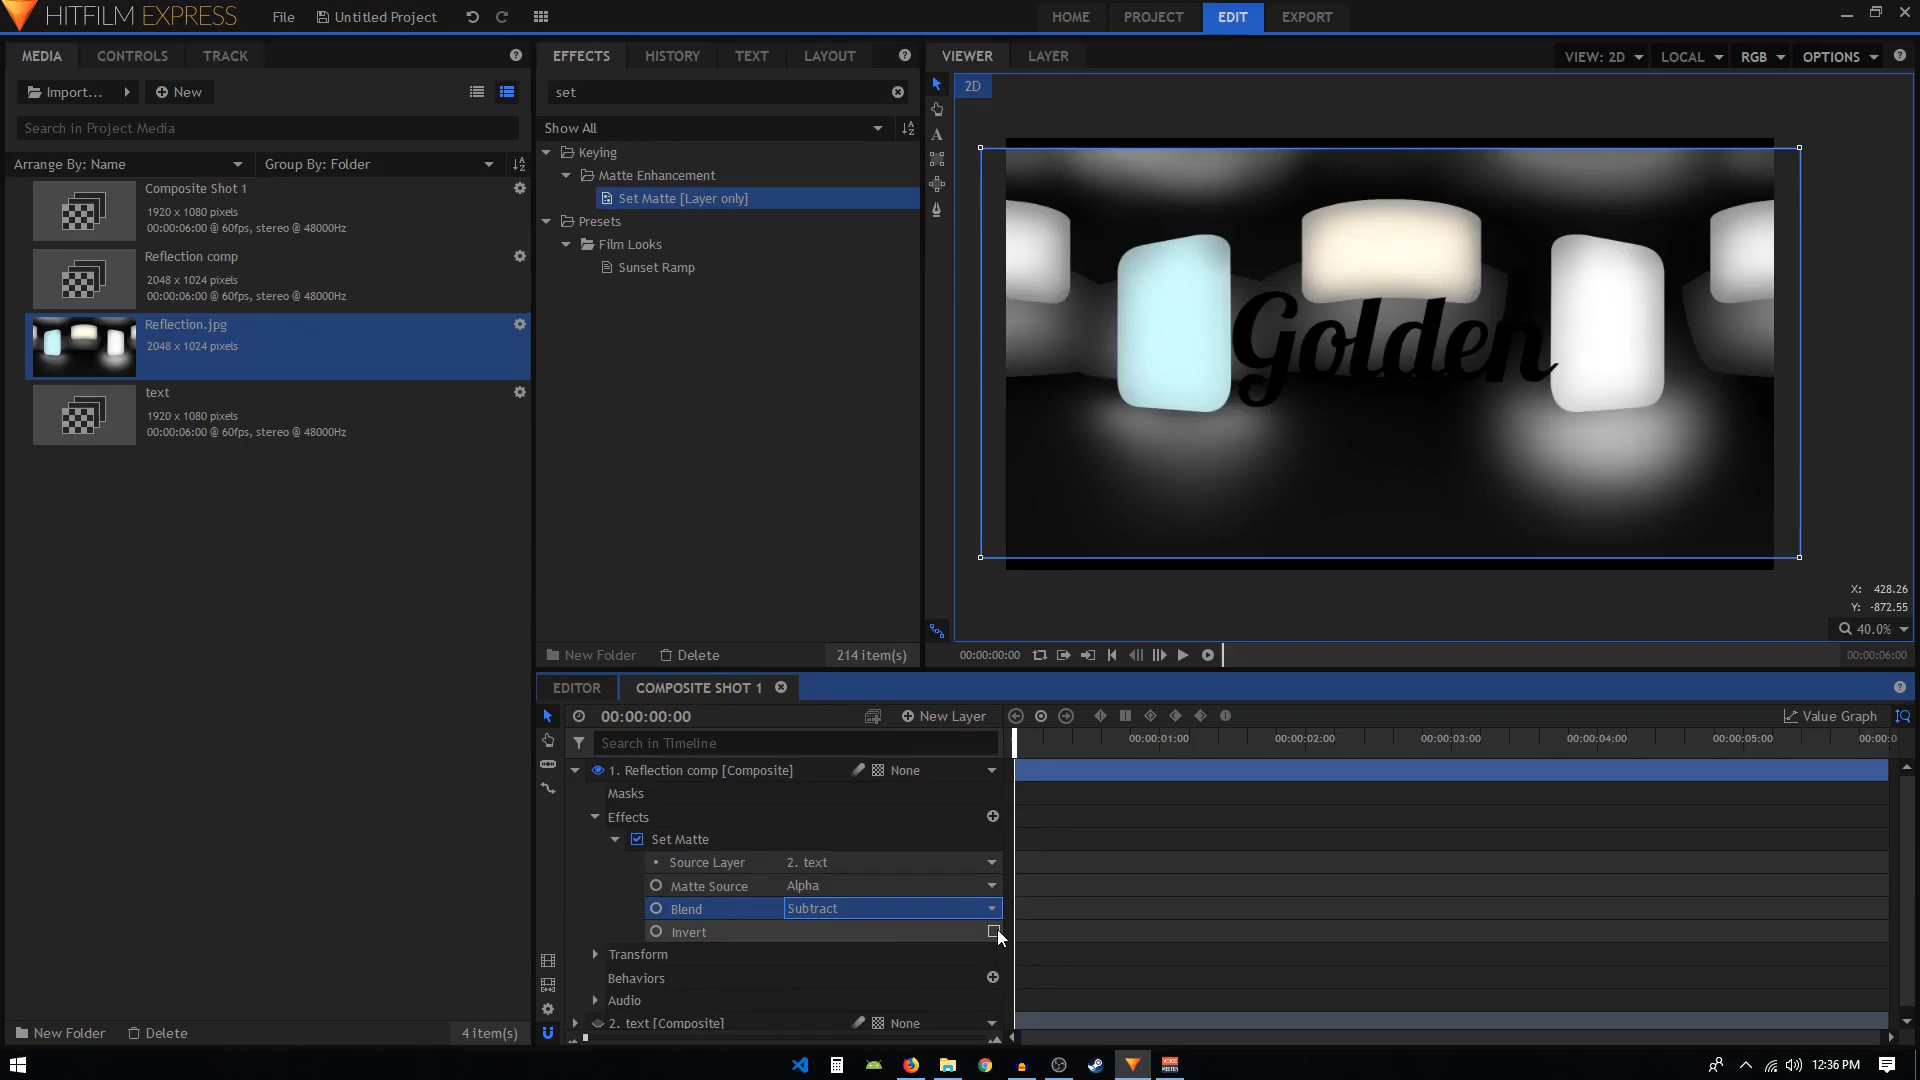 HITFILM EXPRESS
File
Untitled Project
HOME
PROJECT
EDIT
EXPORT
MEDIA
CONTROLS
TRACK
Import...
New
Search in Project Media
Arrange By: Name
Group By: Folder
Composite Shot 1
1920 x 1080 pixels
00:00:06:00 @ 60fps, stereo @ 48000Hz
Reflection comp
2048 x 1024 pixels
00:00:06:00 @ 60fps, stereo @ 48000Hz
Reflection.jpg
2048 x 1024 pixels
text
1920 x 1080 pixels
00:00:06:00 @ 60fps, stereo @ 48000Hz
New Folder
Delete
4 item(s)
EFFECTS
HISTORY
TEXT
LAYOUT
set
Show All
Keying
Matte Enhancement
Set Matte [Layer only]
Presets
Film Looks
Sunset Ramp
New Folder
Delete
214 item(s)
VIEWER
LAYER
VIEW: 2D
LOCAL
RGB
OPTIONS
2D
Golden
X: 428.26
Y: -872.55
40.0%
00:00:00:00
00:00:06:00
EDITOR
COMPOSITE SHOT 1
00:00:00:00
New Layer
Value Graph
Search in Timeline
00:00:01:00
00:00:02:00
00:00:03:00
00:00:04:00
00:00:05:00
00:00:0
1. Reflection comp [Composite]
None
Masks
Effects
Set Matte
Source Layer
2. text
Matte Source
Alpha
Blend
Subtract
Invert
Transform
Behaviors
Audio
2. text [Composite]
None
12:36 PM